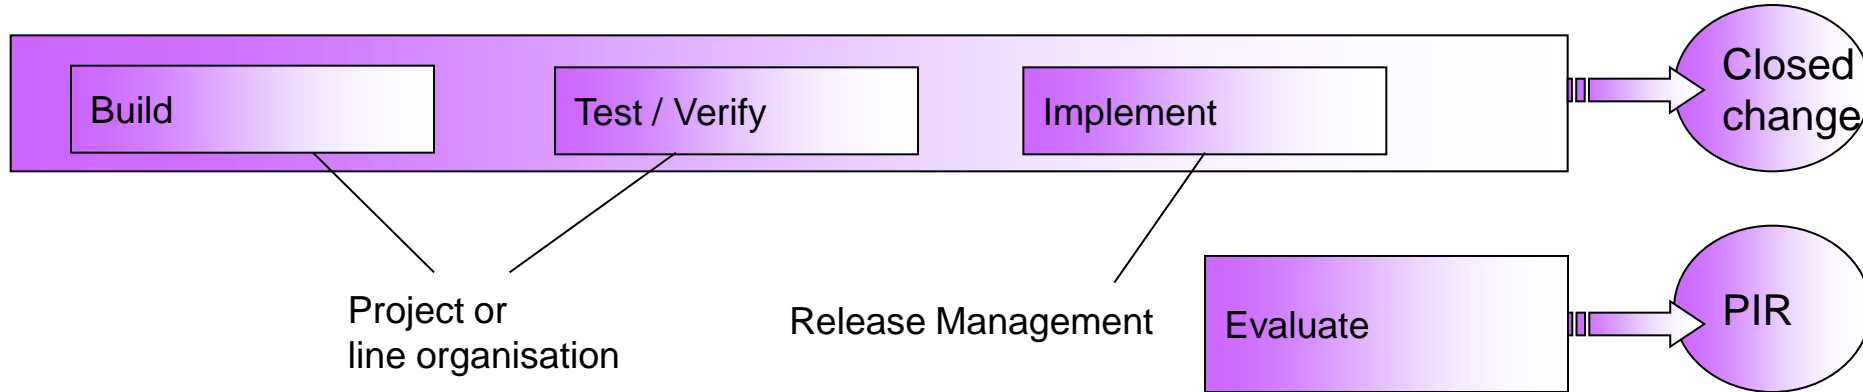 Build
Test / Verify
Implement
Closed
change
Project or
line organisation
Release Management
Evaluate
PIR